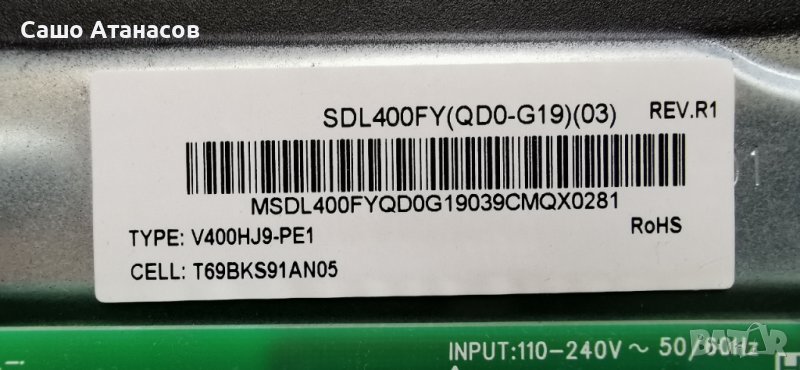 Сашо Атанасов
SDL400FY(QD0-G19)(03) REV.R1
MSDL400FYQD0G19039CMQX0281
TYPE: V400HJ9-PE1 RoHS
CELL: T69BKS91AN05
INPUT:110-240V ~ 50/60Hz
BAZAR